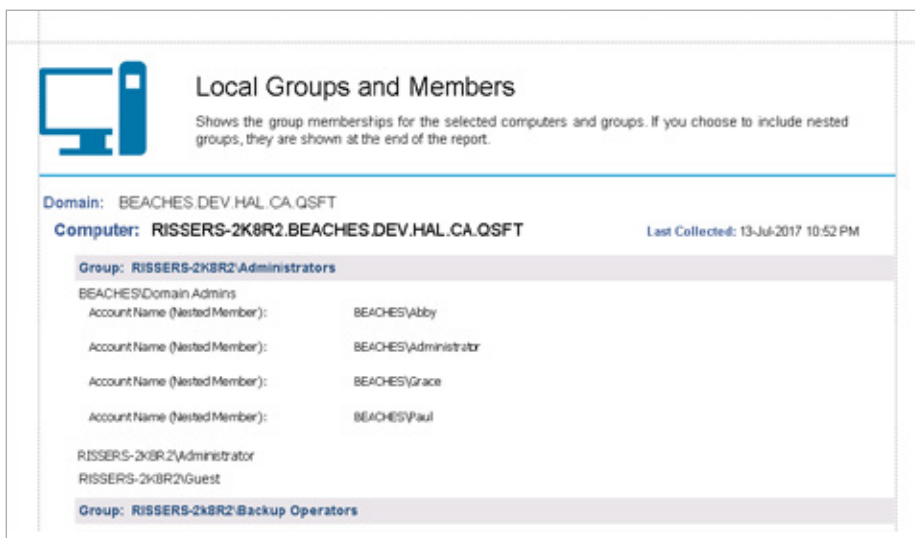 Local Groups and Members
Shows the group memberships for the selected computers and groups. If you choose to include nested
groups, they are shown at the end of the report.
Domain: BEACHES.DEV.HAL.CA.QSFT
Computer: RISSERS-2K8R2.BEACHES.DEV.HAL.CA.QSFT Last Collected: 13-Jul-2017 10:52 PM
Group: RISSERS-2K8R2\Administrators
BEACHES\Domain Admins
Account Name (Nested Member): BEACHES\Abby
Account Name (Nested Member): BEACHES\Administrator
Account Name (Nested Member): BEACHES\Grace
Account Name (Nested Member): BEACHES\Paul
RISSERS-2K8R2\Administrator
RISSERS-2K8R2\Guest
Group: RISSERS-2k8R2\Backup Operators